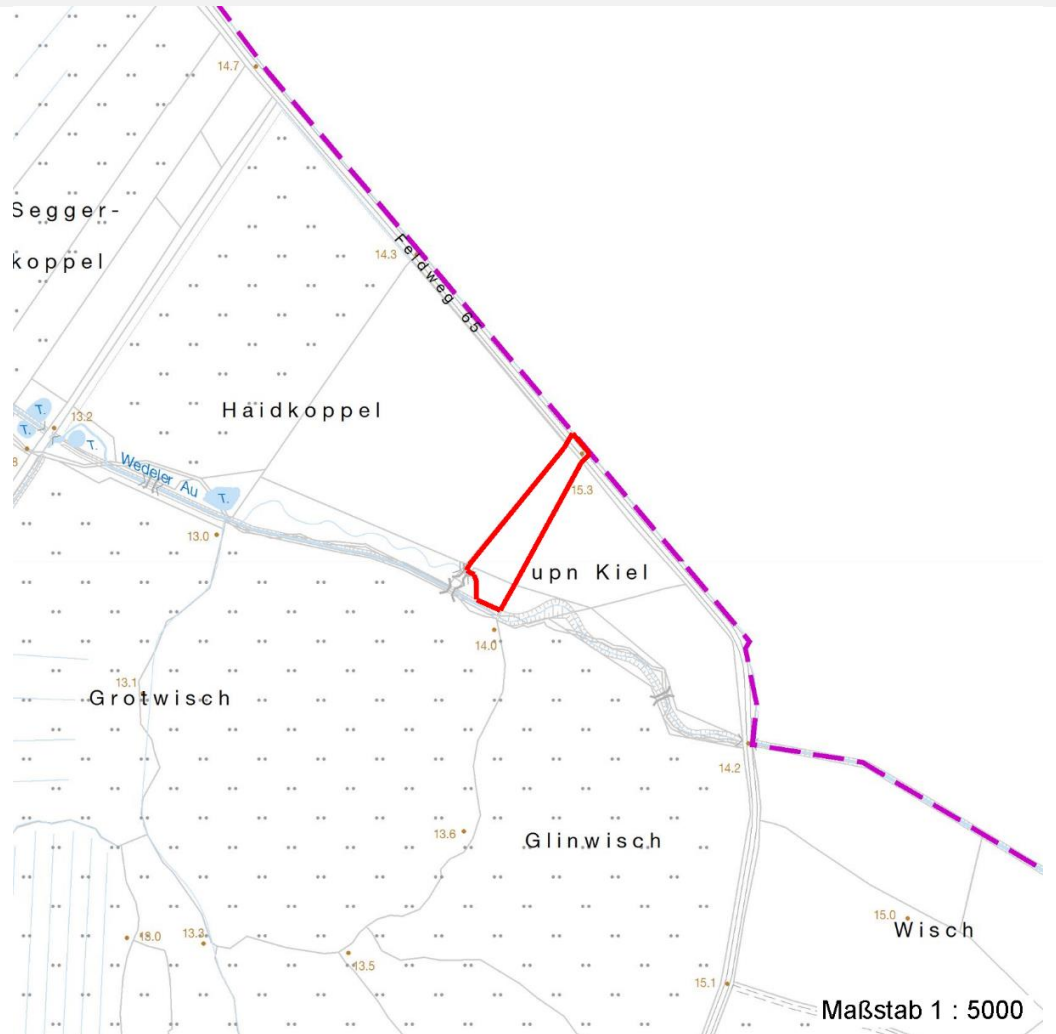 14.7
Segger-
koppel
14.3
Feldweg 65
Haidkoppel
T.
13.2
T.
T.
8
Wedeler Au
T.
15.3
13.0
upn Kiel
14.0
13.1
Grotwisch
14.2
13.6
Glinwisch
15.0
Wisch
13.3
13.5
15.1
Maßstab 1 : 5000